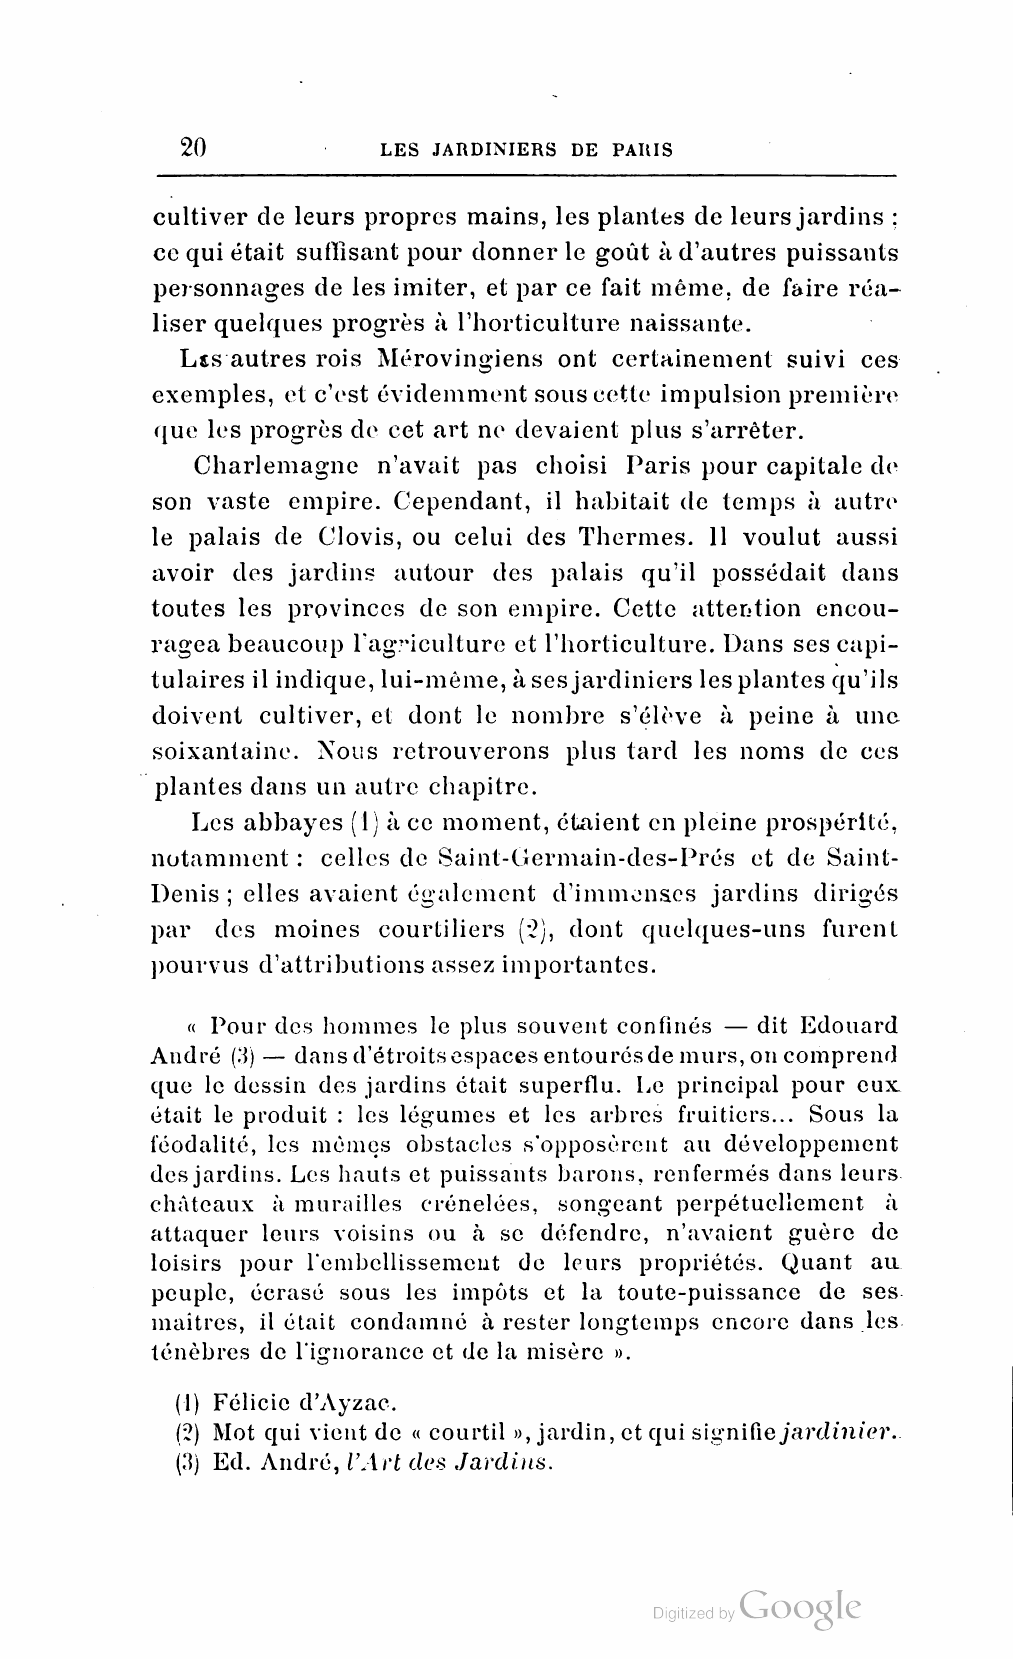 20 LES JARDINIERS DE PARIS
cultiver de leurs propres mains, les plantes de leurs jardins ;
ce qui était suffisant pour donner le goût à d'autres puissants
personnages de les imiter, et par ce fait même, de faire réa-
liser quelques progrès à l'horticulture naissante.
Les autres rois Mérovingiens ont certainement suivi ces
exemples, et c'est évidemment sous cette impulsion première
que les progrès de cet art ne devaient plus s'arrêter.
Charlemagne n'avait pas choisi Paris pour capitale de
son vaste empire. Cependant, il habitait de temps à autre
le palais de Clovis, ou celui des Thermes. Il voulut aussi
avoir des jardins autour des palais qu'il possédait dans
toutes les provinces de son empire. Cette attention encou-
ragea beaucoup l'agriculture et l'horticulture. Dans ses capi-
tulaires il indique, lui-même, à ses jardiniers les plantes qu'ils
doivent cultiver, et dont le nombre s'élève à peine à une
soixantaine. Nous retrouverons plus tard les noms de ces
plantes dans un autre chapitre.
Les abbayes (1) à ce moment, étaient en pleine prospérité,
notamment : celles de Saint-Germain-des-Prés et de Saint-
Denis ; elles avaient également d'immenses jardins dirigés
par des moines courtiliers (2), dont quelques-uns furent
pourvus d'attributions assez importantes.
« Pour des hommes le plus souvent confinés — dit Edouard
André (3) — dans d'étroits espaces entourés de murs, on comprend
que le dessin des jardins était superflu. Le principal pour eux
était le produit : les légumes et les arbres fruitiers... Sous la
féodalité, les mêmes obstacles s'opposèrent au développement
des jardins. Les hauts et puissants barons, renfermés dans leurs
châteaux à murailles crénelées, songeant perpétuellement à
attaquer leurs voisins ou à se défendre, n'avaient guère de
loisirs pour l'embellissement de leurs propriétés. Quant au
peuple, écrasé sous les impôts et la toute-puissance de ses
maitres, il était condamné à rester longtemps encore dans les
ténèbres de l'ignorance et de la misère ».
(1) Félicie d'Ayzac.
(2) Mot qui vient de « courtil », jardin, et qui signifie jardinier.
(3) Ed. André, l'Art des Jardins.
Digitized by Google